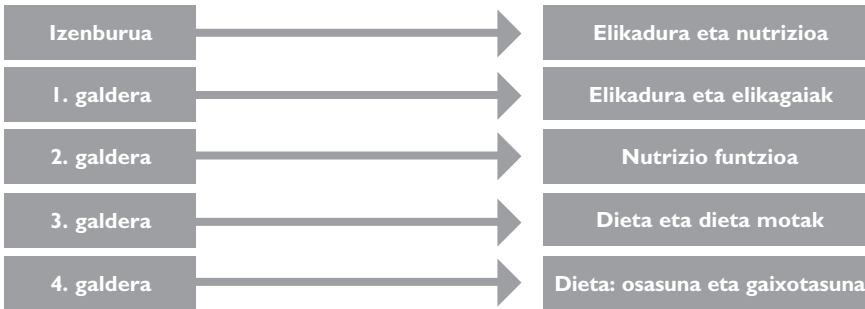 Izenburua
Elikadura eta nutrizioa
1. galdera
Elikadura eta elikagaiak
2. galdera
Nutrizio funtzioa
3. galdera
Dieta eta dieta motak
4. galdera
Dieta: osasuna eta gaixotasuna